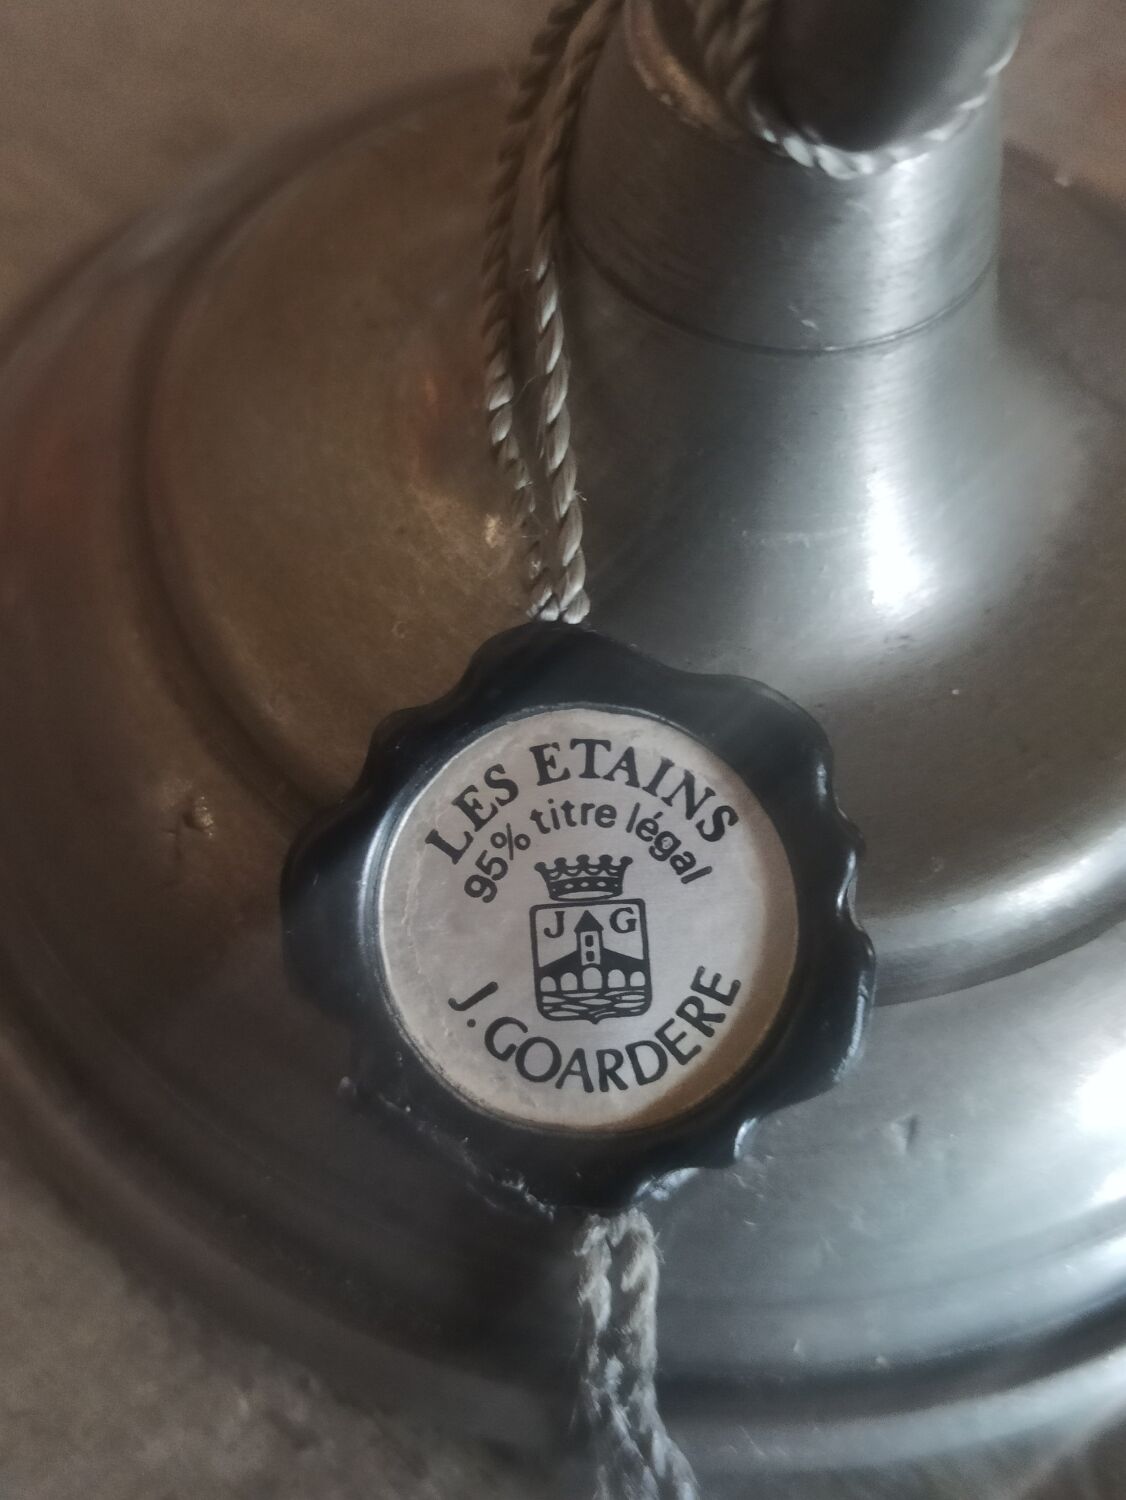 LES ETAINS
95% titre légal
J G
J. GOARDERE